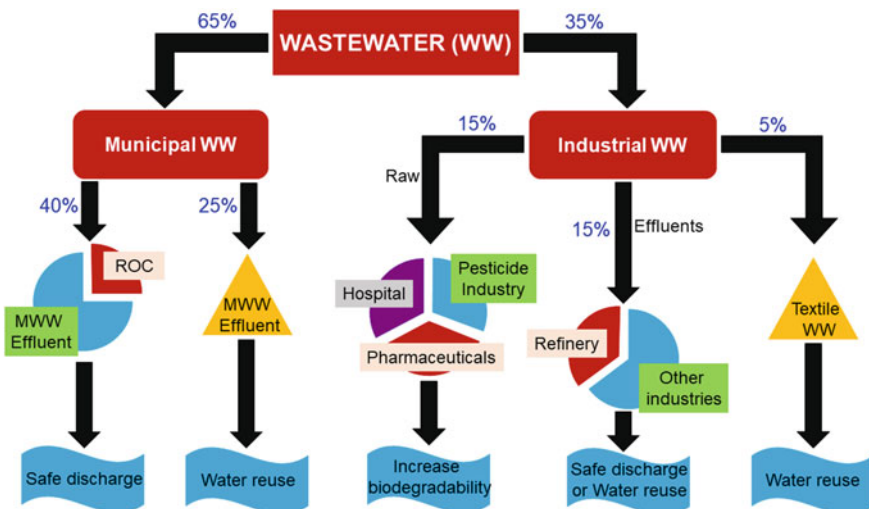 65%
WASTEWATER (WW)
35%
Municipal WW
15%
Industrial WW
5%
Raw
40%
25%
15%
Effluents
ROC
MWW
Effluent
MWW
Effluent
Hospital
Pesticide
Industry
Pharmaceuticals
Refinery
Other
industries
Textile
WW
Safe discharge
Water reuse
Increase
biodegradability
Safe discharge
or Water reuse
Water reuse